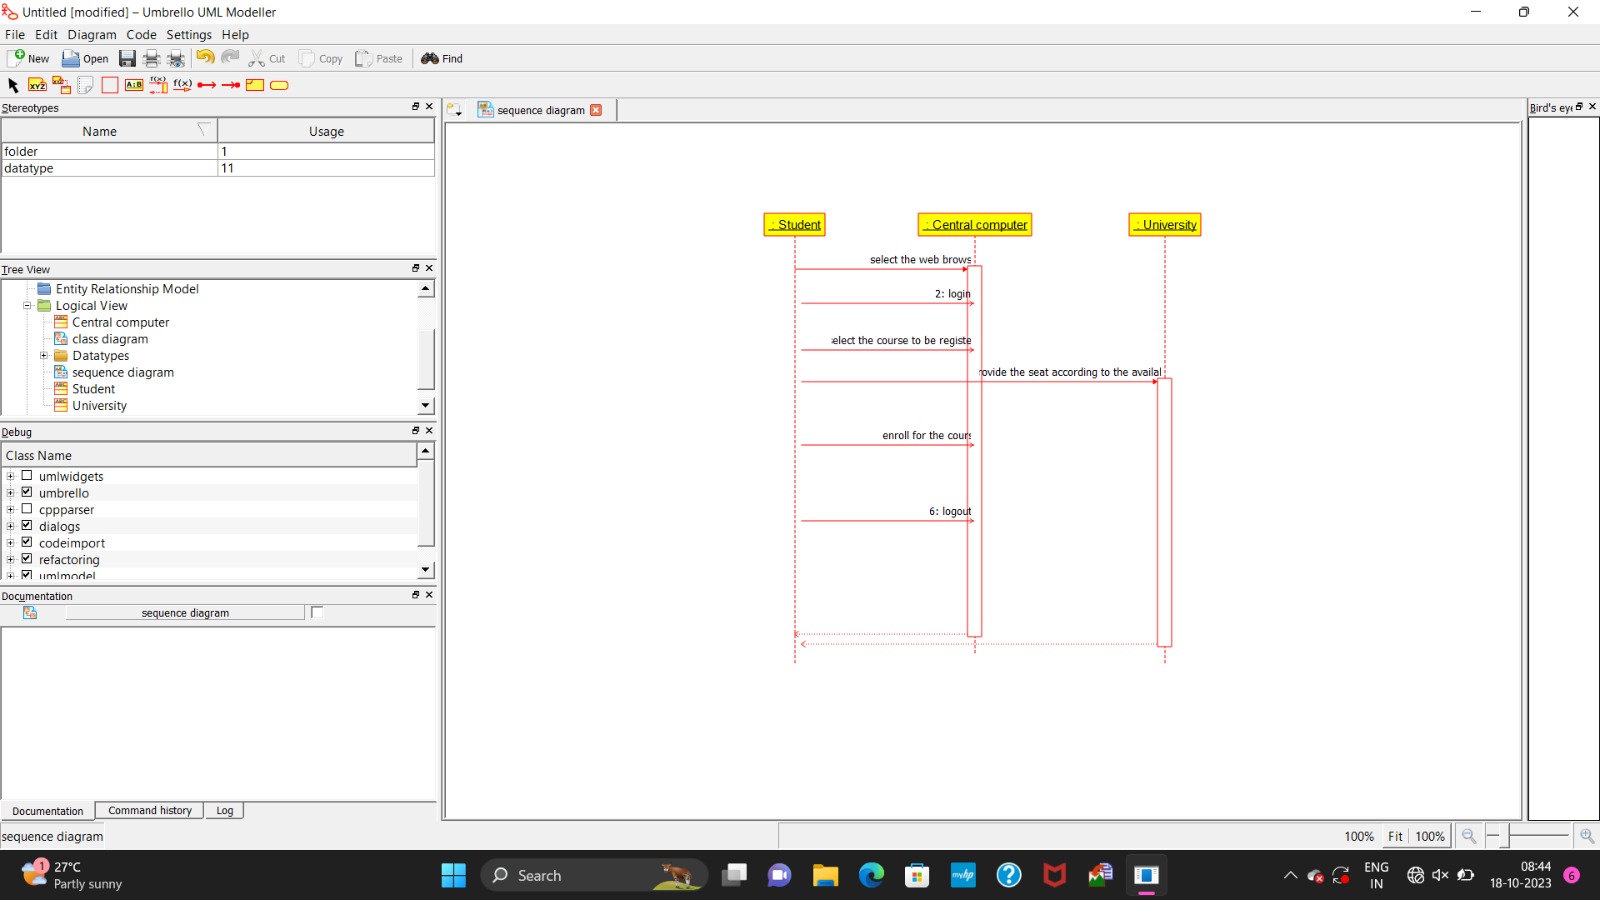 Untitled [modified] – Umbrello UML Modeller
File Edit Diagram Code Settings Help
New Open Cut Copy Paste Find
XYZ A:B f(x) f(x)
Stereotypes
Name Usage
folder 1
datatype 11
Tree View
Entity Relationship Model
Logical View
Central computer
class diagram
Datatypes
sequence diagram
Student
University
Debug
Class Name
umlwidgets
umbrello
cppparser
dialogs
codeimport
refactoring
umlmodel
Documentation
sequence diagram
Documentation Command history Log
sequence diagram
sequence diagram
: Student : Central computer : University
select the web brows
2: login
elect the course to be registe
rovide the seat according to the availal
enroll for the cours
6: logout
Bird's eye
100% Fit 100%
1 27°C
Partly sunny
Search
myhp
ENG
IN
08:44
18-10-2023
6